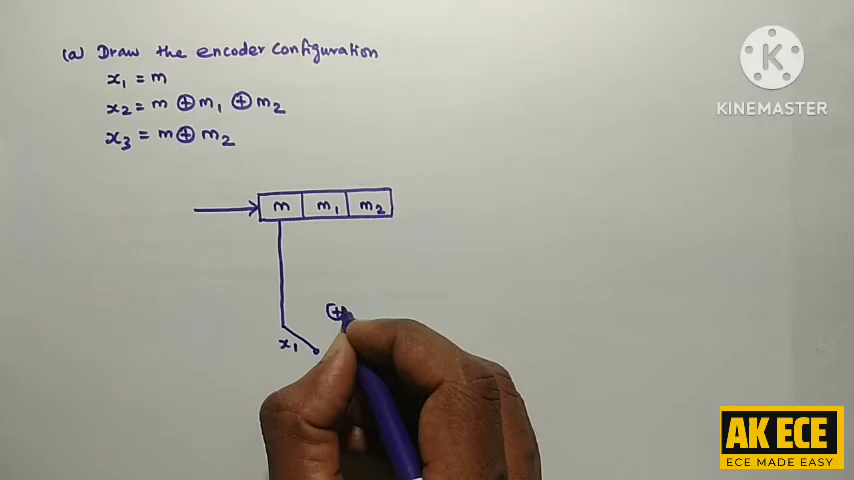 (a) Draw the encoder configuration
x₁ = m
x₂ = m ⊕ m₁ ⊕ m₂
x₃ = m ⊕ m₂
K
KINEMASTER
m m₁ m₂
⊕
x₁
AK ECE
ECE MADE EASY